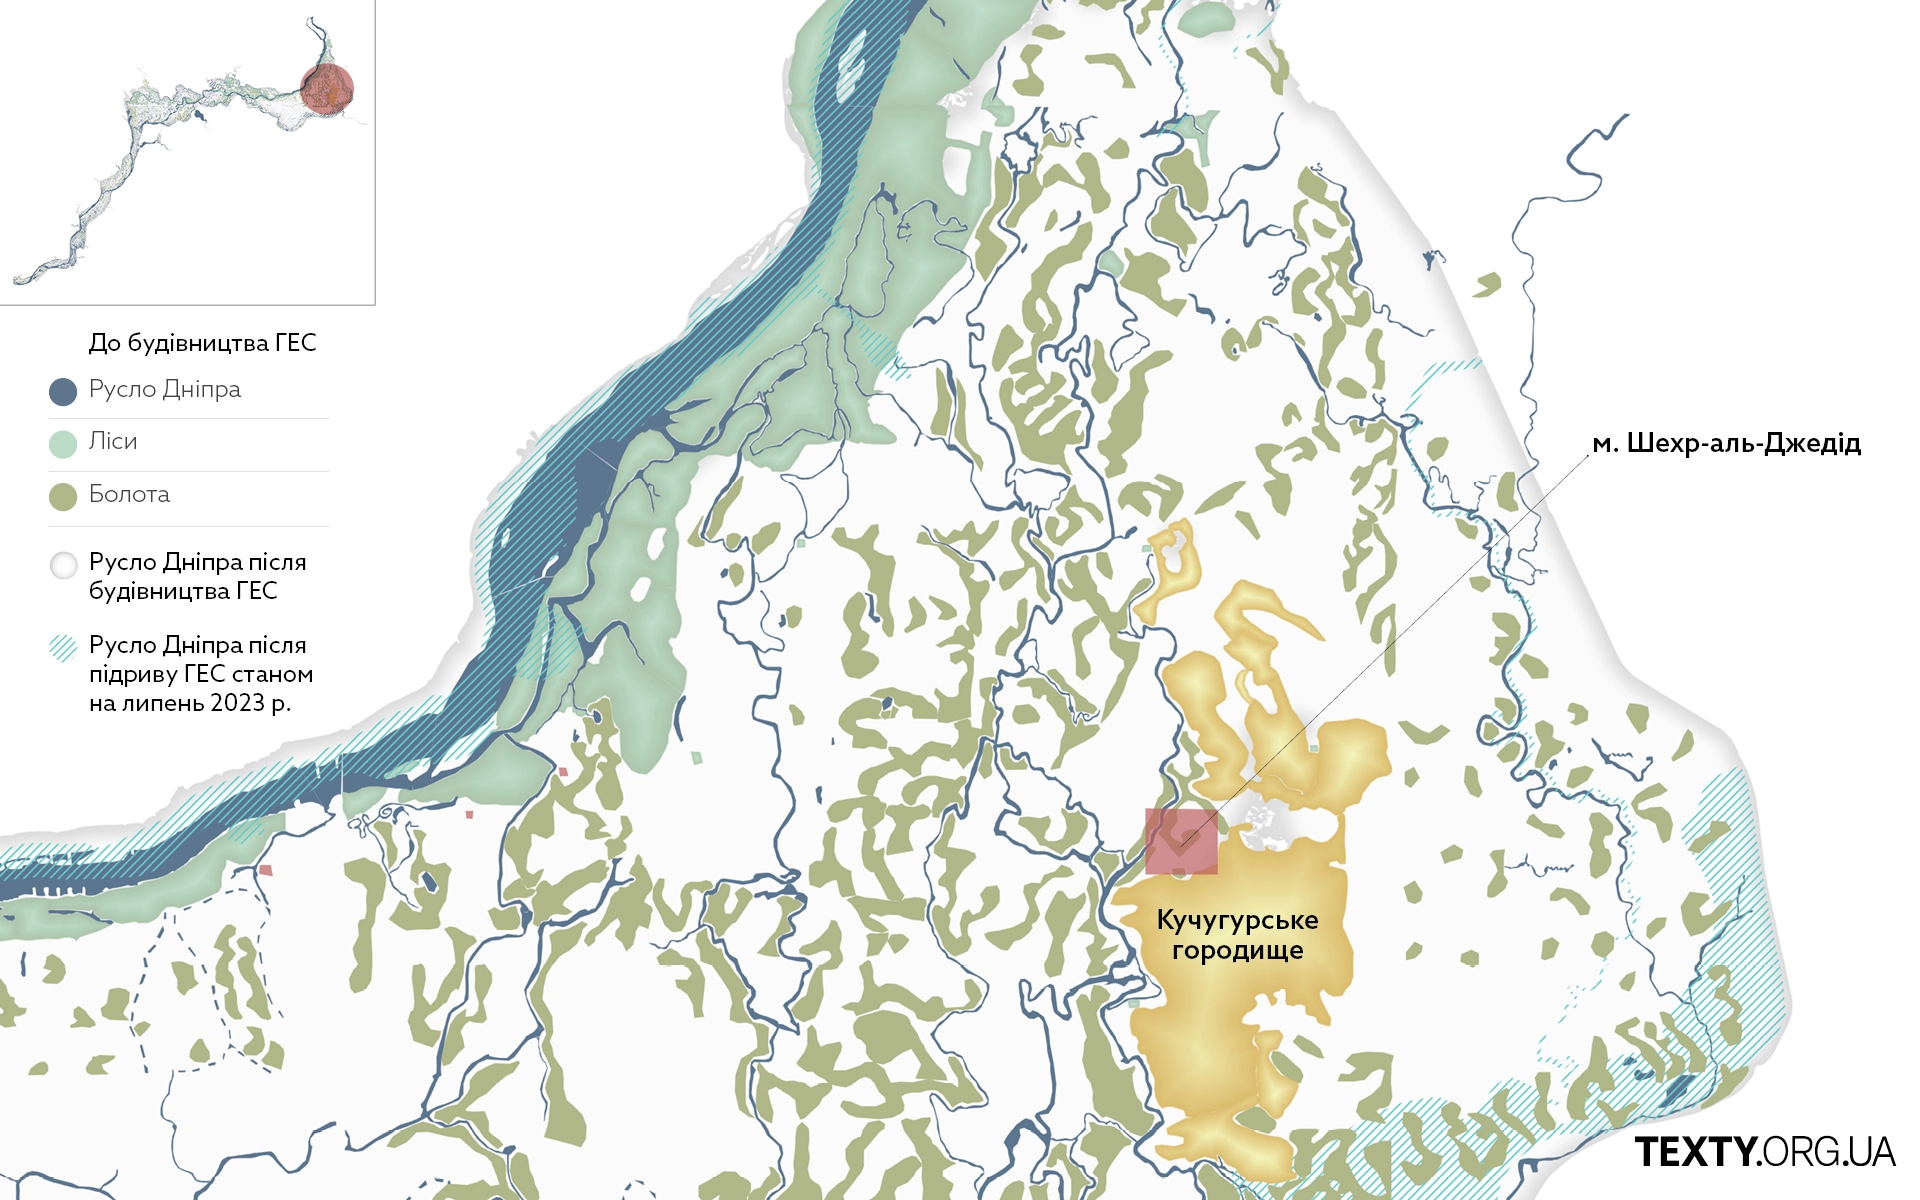 До будівництва ГЕС
Русло Дніпра
Ліси
Болота
Русло Дніпра після
будівництва ГЕС
Русло Дніпра після
підриву ГЕС станом
на липень 2023 р.
м. Шехр-аль-Джедід
Кучугурське
городище
TEXTY.ORG.UA